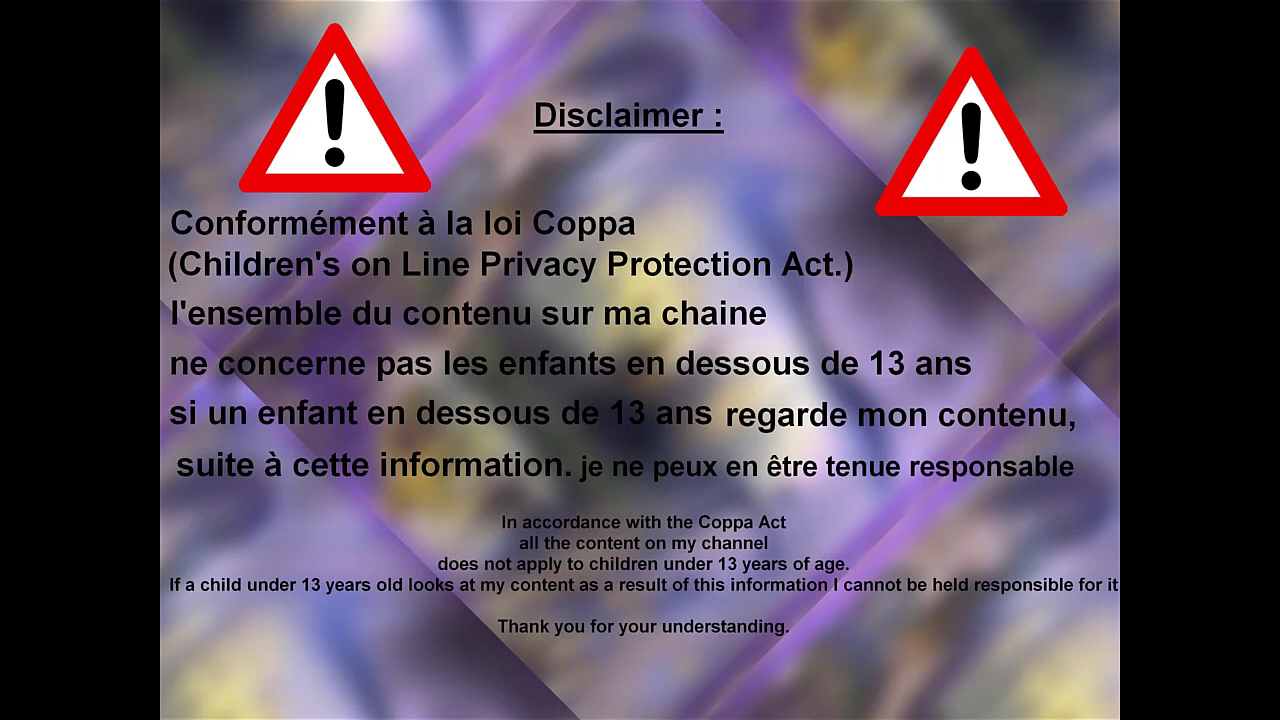 Disclaimer :
Conformément à la loi Coppa
(Children's on Line Privacy Protection Act.)
l'ensemble du contenu sur ma chaine
ne concerne pas les enfants en dessous de 13 ans
si un enfant en dessous de 13 ans regarde mon contenu,
suite à cette information. je ne peux en être tenue responsable
In accordance with the Coppa Act
all the content on my channel
does not apply to children under 13 years of age.
If a child under 13 years old looks at my content as a result of this information I cannot be held responsible for it
Thank you for your understanding.